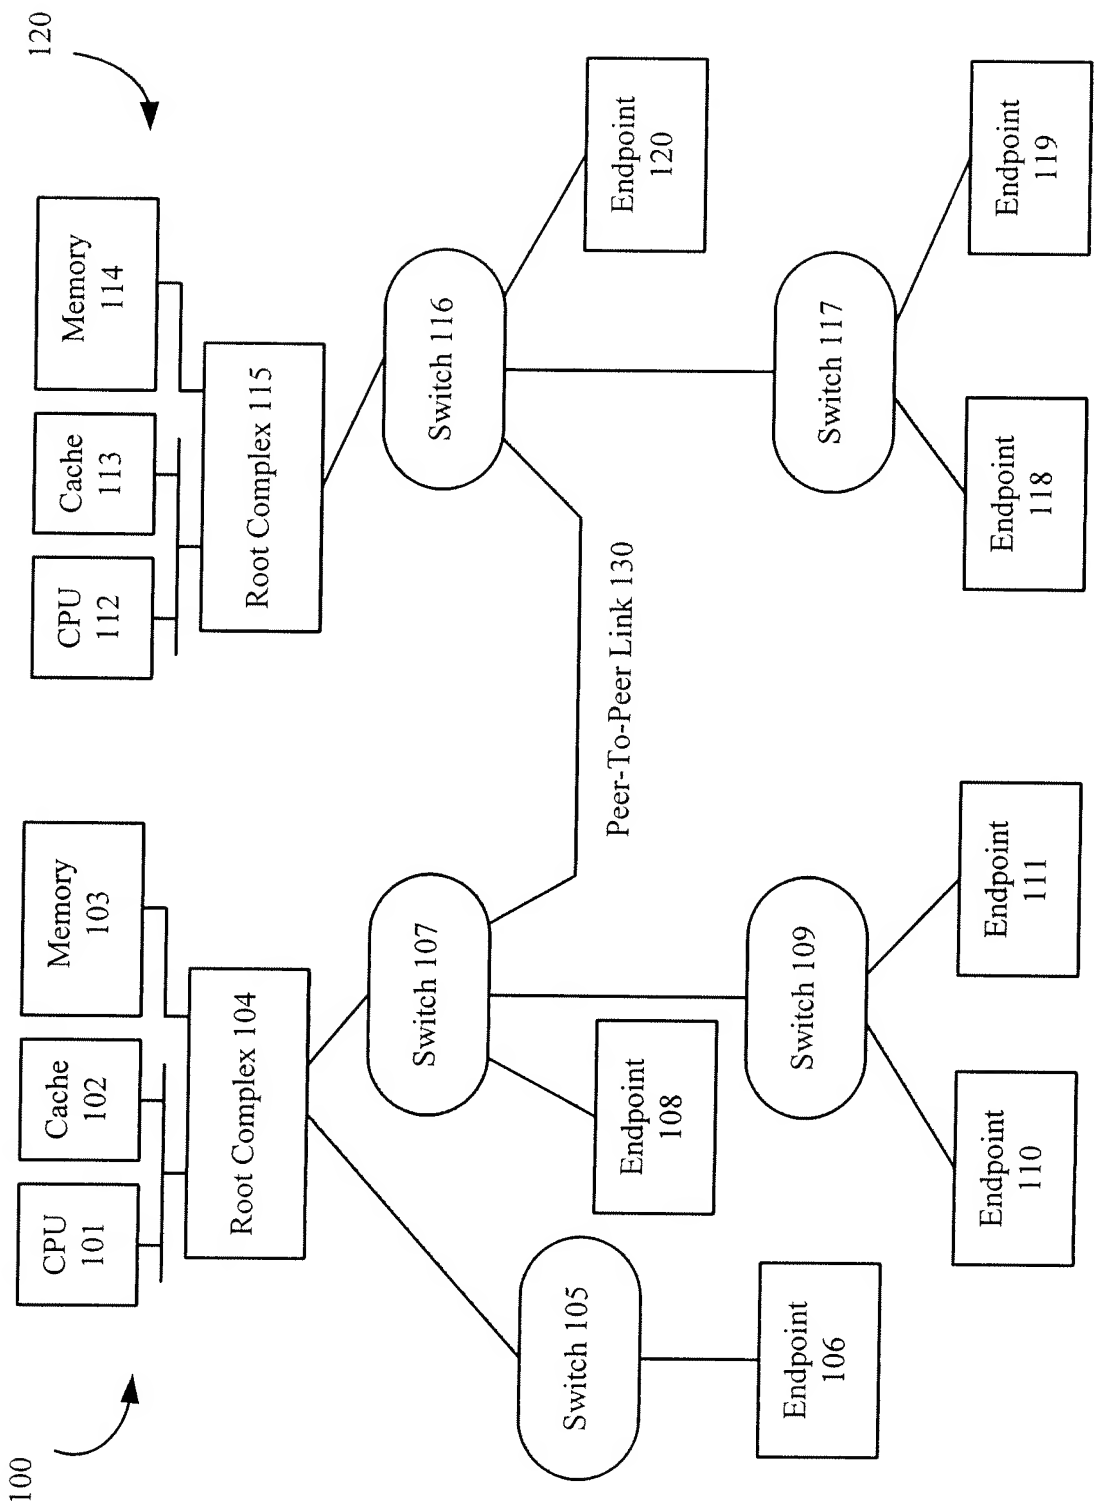 100
CPU
101
Cache
102
Memory
103
Root Complex 104
Switch 105
Endpoint
106
Switch 107
Endpoint
108
Switch 109
Endpoint
110
Endpoint
111
Peer-To-Peer Link 130
120
CPU
112
Cache
113
Memory
114
Root Complex 115
Switch 116
Endpoint
120
Switch 117
Endpoint
118
Endpoint
119